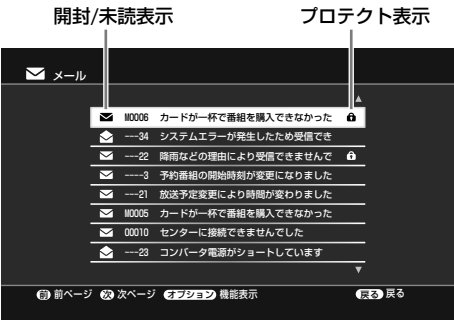 開封/未読表示 プロテクト表示
メール
M0006 カードが一杯で番組を購入できなかった
---34 システムエラーが発生したため受信でき
---22 降雨などの理由により受信できませんで
----3 予約番組の開始時刻が変更になりました
---21 放送予定変更により時間が変わりました
M0005 カードが一杯で番組を購入できなかった
00010 センターに接続できませんでした
---23 コンバータ電源がショートしています
前 前ページ 次 次ページ オプション 機能表示 戻る 戻る